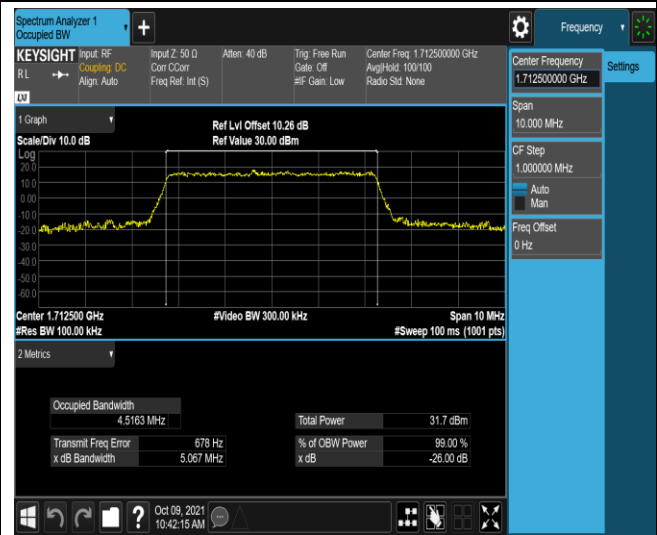 Spectrum Analyzer 1
Occupied BW
+
Frequency
KEYSIGHT
RL
LXI
Input: RF
Coupling: DC
Align: Auto
Input Z: 50 Ω
Corr CCorr
Freq Ref: Int (S)
Atten: 40 dB
Trig: Free Run
Gate: Off
#IF Gain: Low
Center Freq: 1.712500000 GHz
Avg|Hold: 100/100
Radio Std: None
Center Frequency
1.712500000 GHz
Settings
Span
10.000 MHz
CF Step
1.000000 MHz
Auto
Man
Freq Offset
0 Hz
1 Graph
Scale/Div 10.0 dB
Ref Lvl Offset 10.26 dB
Ref Value 30.00 dBm
Log
20.0
10.0
0.00
-10.0
-20.0
-30.0
-40.0
-50.0
-60.0
Center 1.712500 GHz
#Res BW 100.00 kHz
#Video BW 300.00 kHz
Span 10 MHz
#Sweep 100 ms (1001 pts)
2 Metrics
Occupied Bandwidth
4.5163 MHz
Total Power 31.7 dBm
Transmit Freq Error 678 Hz
% of OBW Power 99.00 %
x dB Bandwidth 5.067 MHz
x dB -26.00 dB
?
Oct 09, 2021
10:42:15 AM